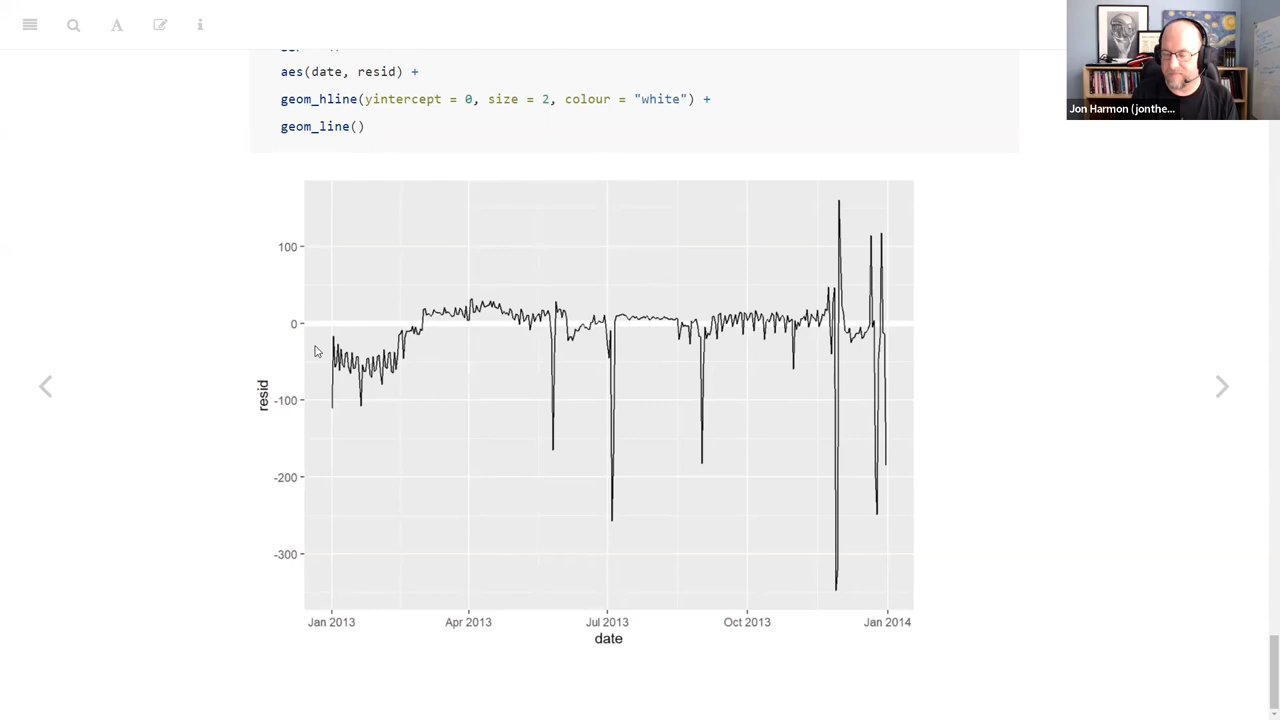 aes(date, resid) +
geom_hline(yintercept = 0, size = 2, colour = "white") +
geom_line()
Jon Harmon (jonthe...
100
0
-100
-200
-300
resid
Jan 2013
Apr 2013
Jul 2013
Oct 2013
Jan 2014
date